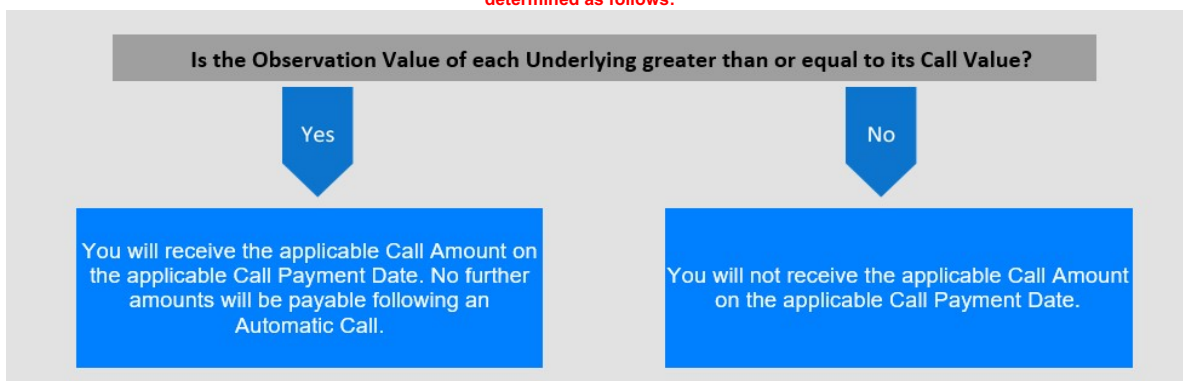 determined as follows:
Is the Observation Value of each Underlying greater than or equal to its Call Value?
Yes
No
You will receive the applicable Call Amount on
the applicable Call Payment Date. No further
amounts will be payable following an
Automatic Call.
You will not receive the applicable Call Amount
on the applicable Call Payment Date.